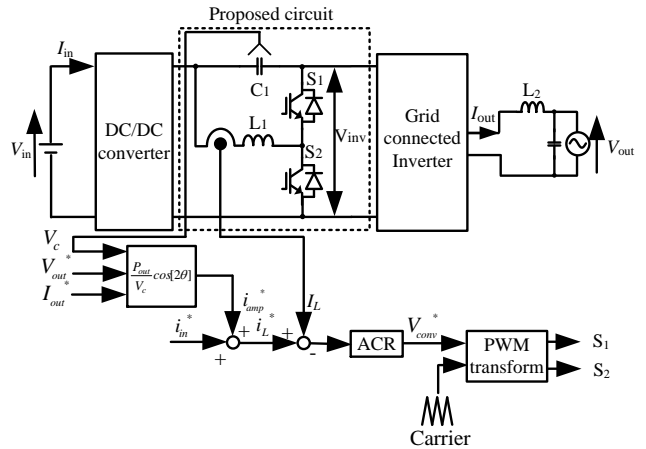 Proposed circuit
I_in
C_1
S_1
L_1
S_2
V_inv
DC/DC
converter
V_in
Grid
connected
Inverter
I_out
L_2
V_out
V_c
V_out^*
I_out^*
P_out/V_c cos[2θ]
i_amp^*
I_L
i_in^*
i_L^*
+
+
+
-
ACR
V_conv^*
PWM
transform
S_1
S_2
Carrier